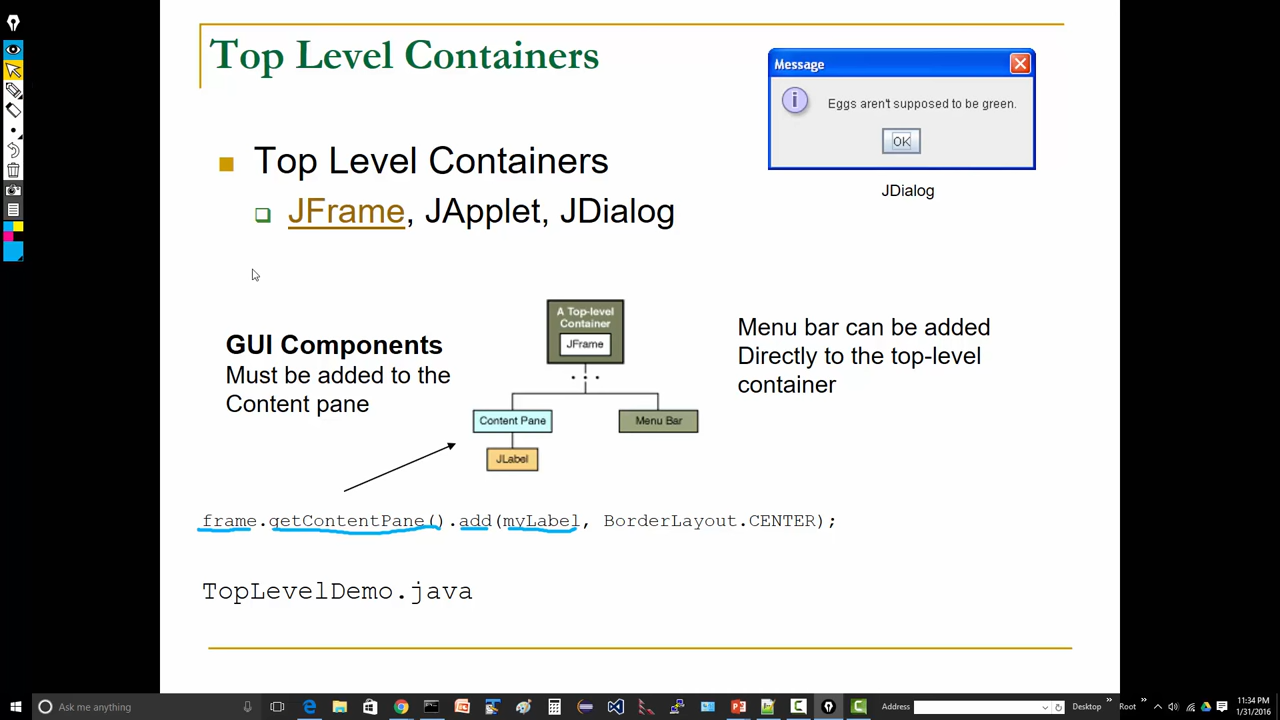 Top Level Containers
Message
Eggs aren't supposed to be green.
OK
JDialog
Top Level Containers
JFrame, JApplet, JDialog
A Top-level
Container
JFrame
GUI Components
Must be added to the
Content pane
Menu bar can be added
Directly to the top-level
container
Content Pane
Menu Bar
JLabel
frame.getContentPane().add(myLabel, BorderLayout.CENTER);
TopLevelDemo.java
Ask me anything
Address
Desktop
Root
11:34 PM
1/31/2016